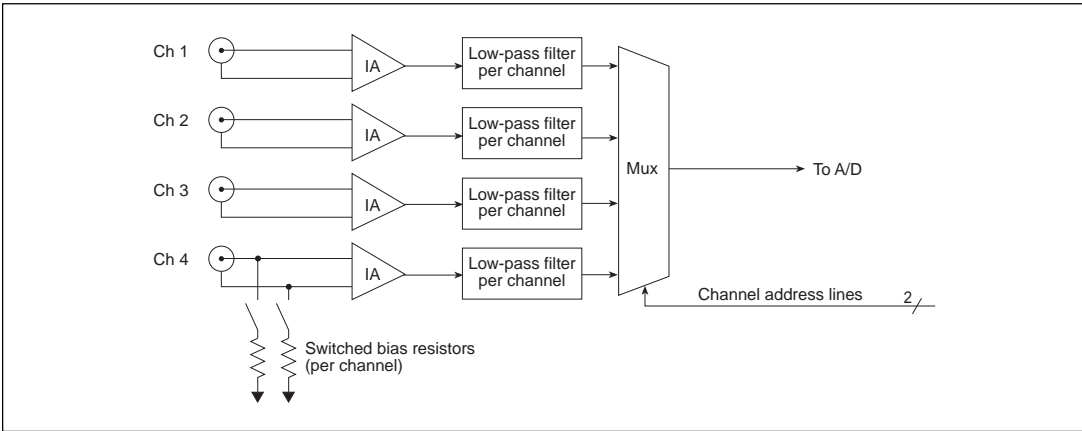 Ch 1
IA
Low-pass filter
per channel
Ch 2
IA
Low-pass filter
per channel
Mux
To A/D
Ch 3
IA
Low-pass filter
per channel
Ch 4
IA
Low-pass filter
per channel
Channel address lines
2
Switched bias resistors
(per channel)